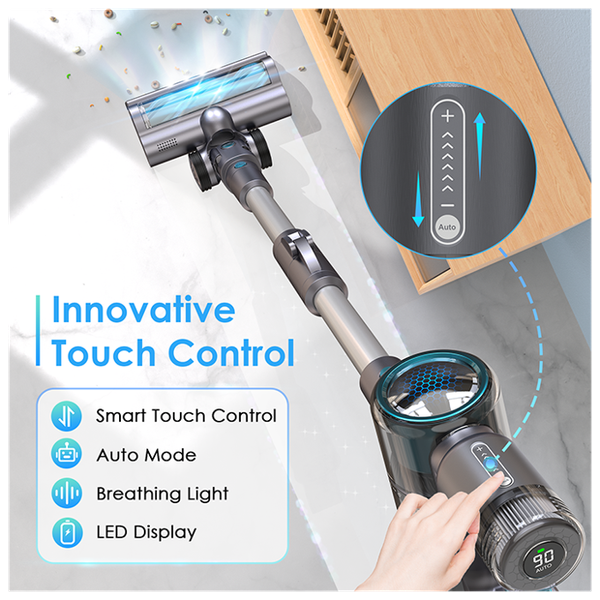 +
−
Auto
Innovative
Touch Control
Smart Touch Control
Auto Mode
Breathing Light
LED Display
+
90
AUTO